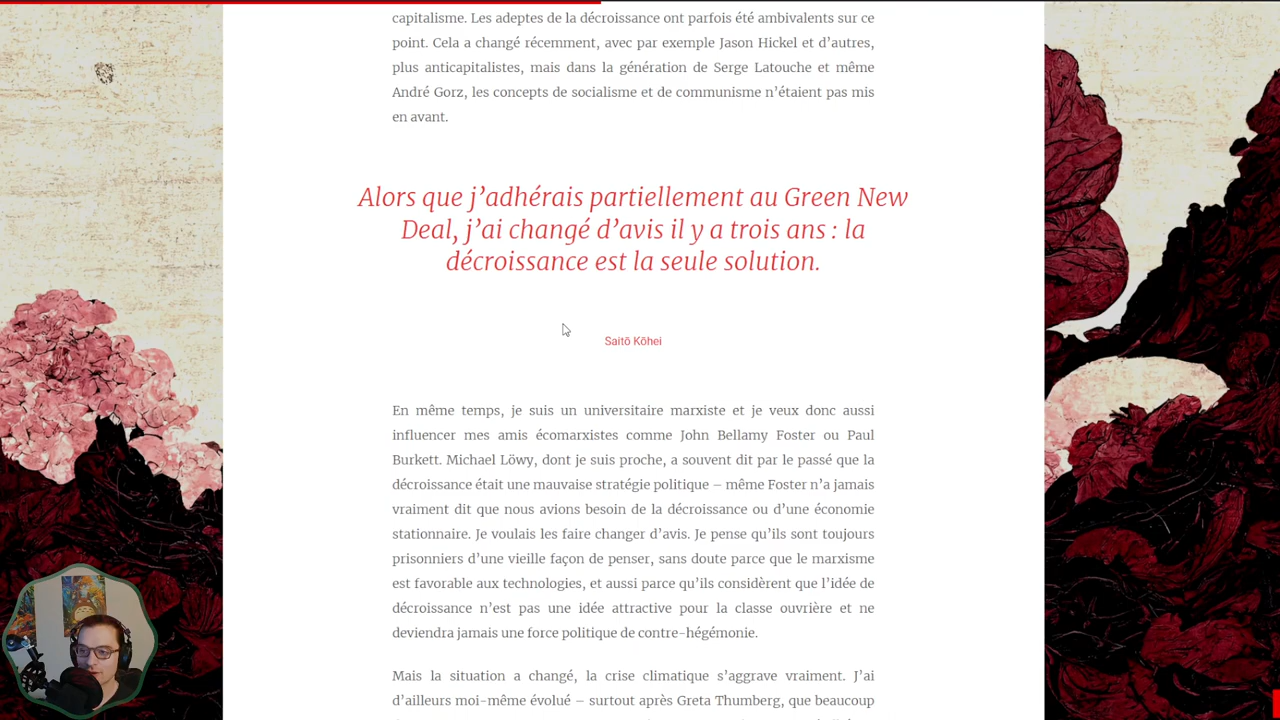 capitalisme. Les adeptes de la décroissance ont parfois été ambivalents sur ce
point. Cela a changé récemment, avec par exemple Jason Hickel et d’autres,
plus anticapitalistes, mais dans la génération de Serge Latouche et même
André Gorz, les concepts de socialisme et de communisme n’étaient pas mis
en avant.
Alors que j’adhérais partiellement au Green New
Deal, j’ai changé d’avis il y a trois ans : la
décroissance est la seule solution.
Saitō Kōhei
En même temps, je suis un universitaire marxiste et je veux donc aussi
influencer mes amis écomarxistes comme John Bellamy Foster ou Paul
Burkett. Michael Löwy, dont je suis proche, a souvent dit par le passé que la
décroissance était une mauvaise stratégie politique – même Foster n’a jamais
vraiment dit que nous avions besoin de la décroissance ou d’une économie
stationnaire. Je voulais les faire changer d’avis. Je pense qu’ils sont toujours
prisonniers d’une vieille façon de penser, sans doute parce que le marxisme
est favorable aux technologies, et aussi parce qu’ils considèrent que l’idée de
décroissance n’est pas une idée attractive pour la classe ouvrière et ne
deviendra jamais une force politique de contre-hégémonie.
Mais la situation a changé, la crise climatique s’aggrave vraiment. J’ai
d’ailleurs moi-même évolué – surtout après Greta Thumberg, que beaucoup